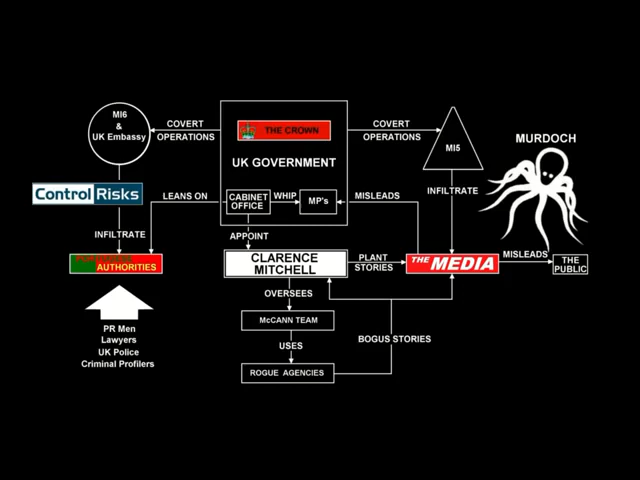 MI6
&
UK Embassy
COVERT
OPERATIONS
THE CROWN
UK GOVERNMENT
COVERT
OPERATIONS
MI5
MURDOCH
Control Risks
LEANS ON
CABINET
OFFICE
WHIP
MP's
MISLEADS
INFILTRATE
INFILTRATE
APPOINT
AUTHORITIES
CLARENCE
MITCHELL
PLANT
STORIES
THE MEDIA
MISLEADS
THE
PUBLIC
OVERSEES
McCANN TEAM
USES
BOGUS STORIES
ROGUE AGENCIES
PR Men
Lawyers
UK Police
Criminal Profilers